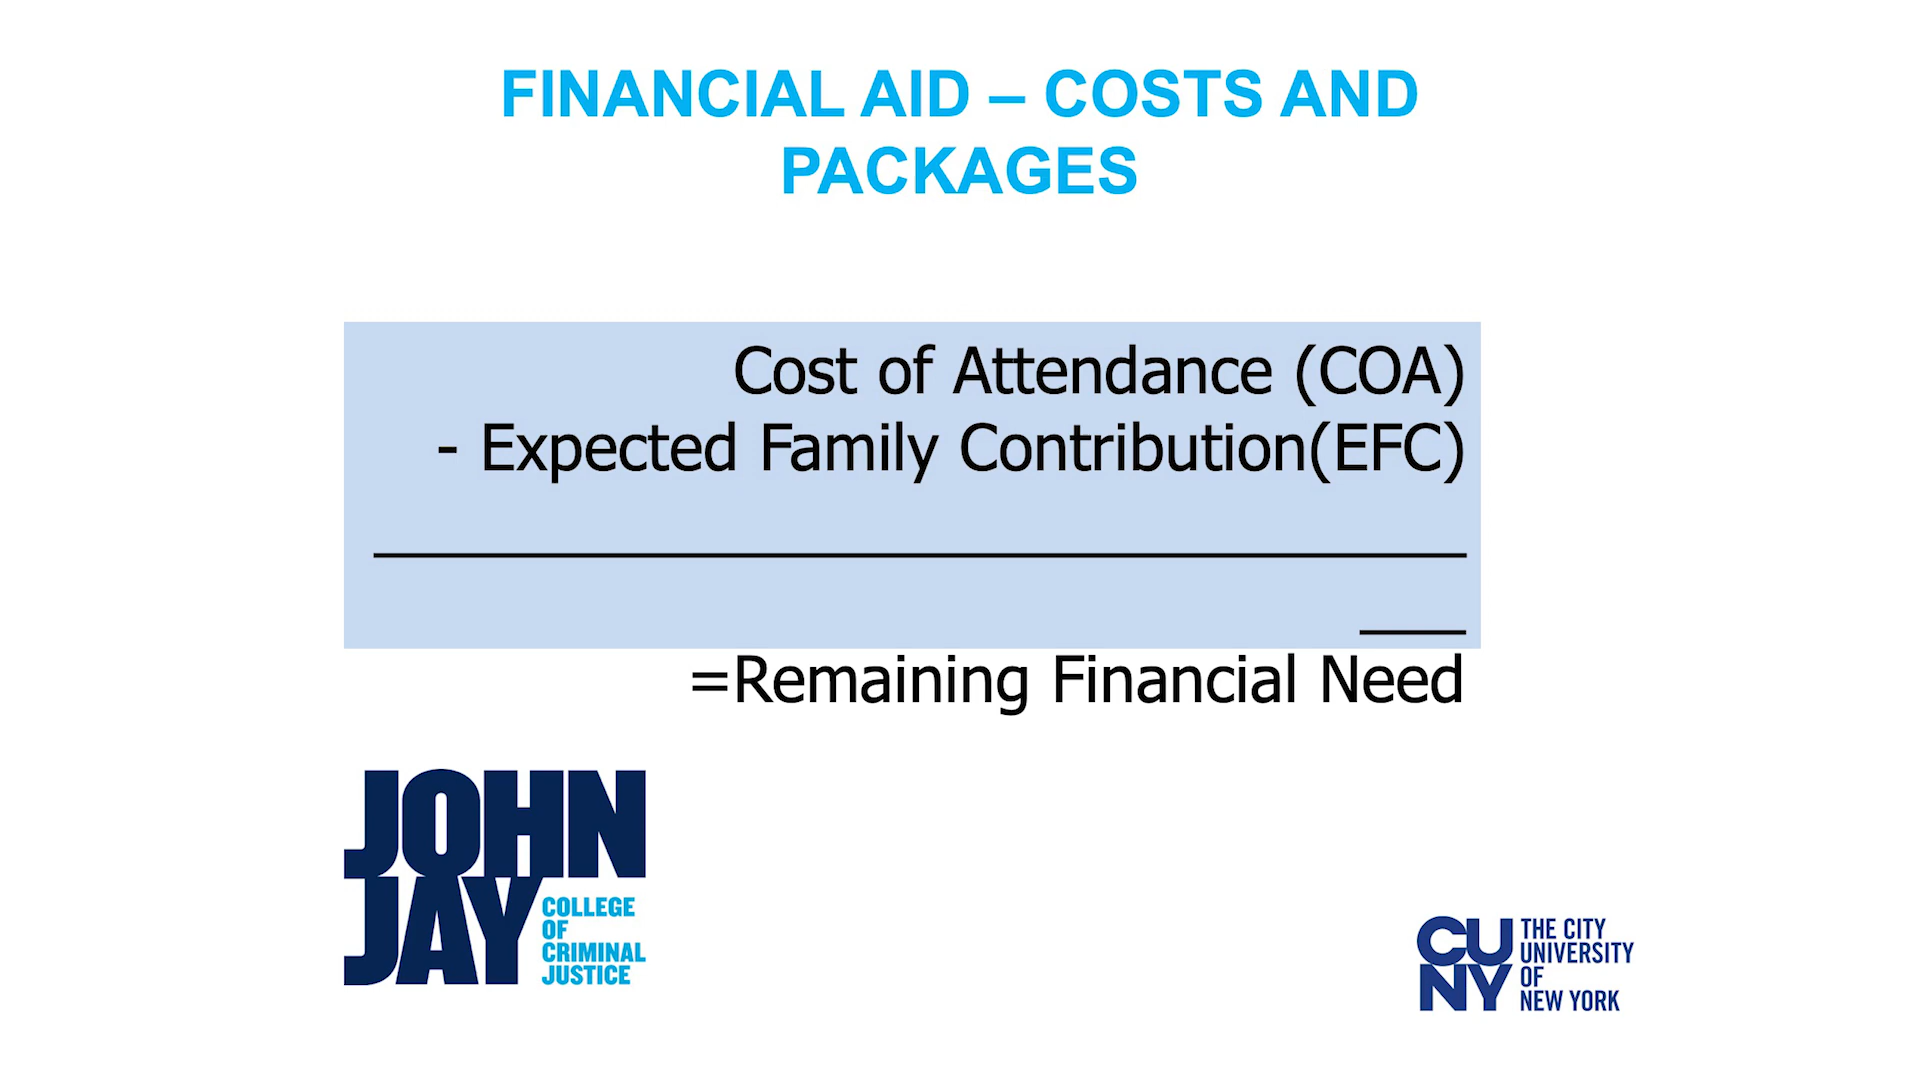 FINANCIAL AID – COSTS AND
PACKAGES
Cost of Attendance (COA)
- Expected Family Contribution(EFC)
=Remaining Financial Need
JOHN
JAY
COLLEGE
OF
CRIMINAL
JUSTICE
CU
NY
THE CITY
UNIVERSITY
OF
NEW YORK